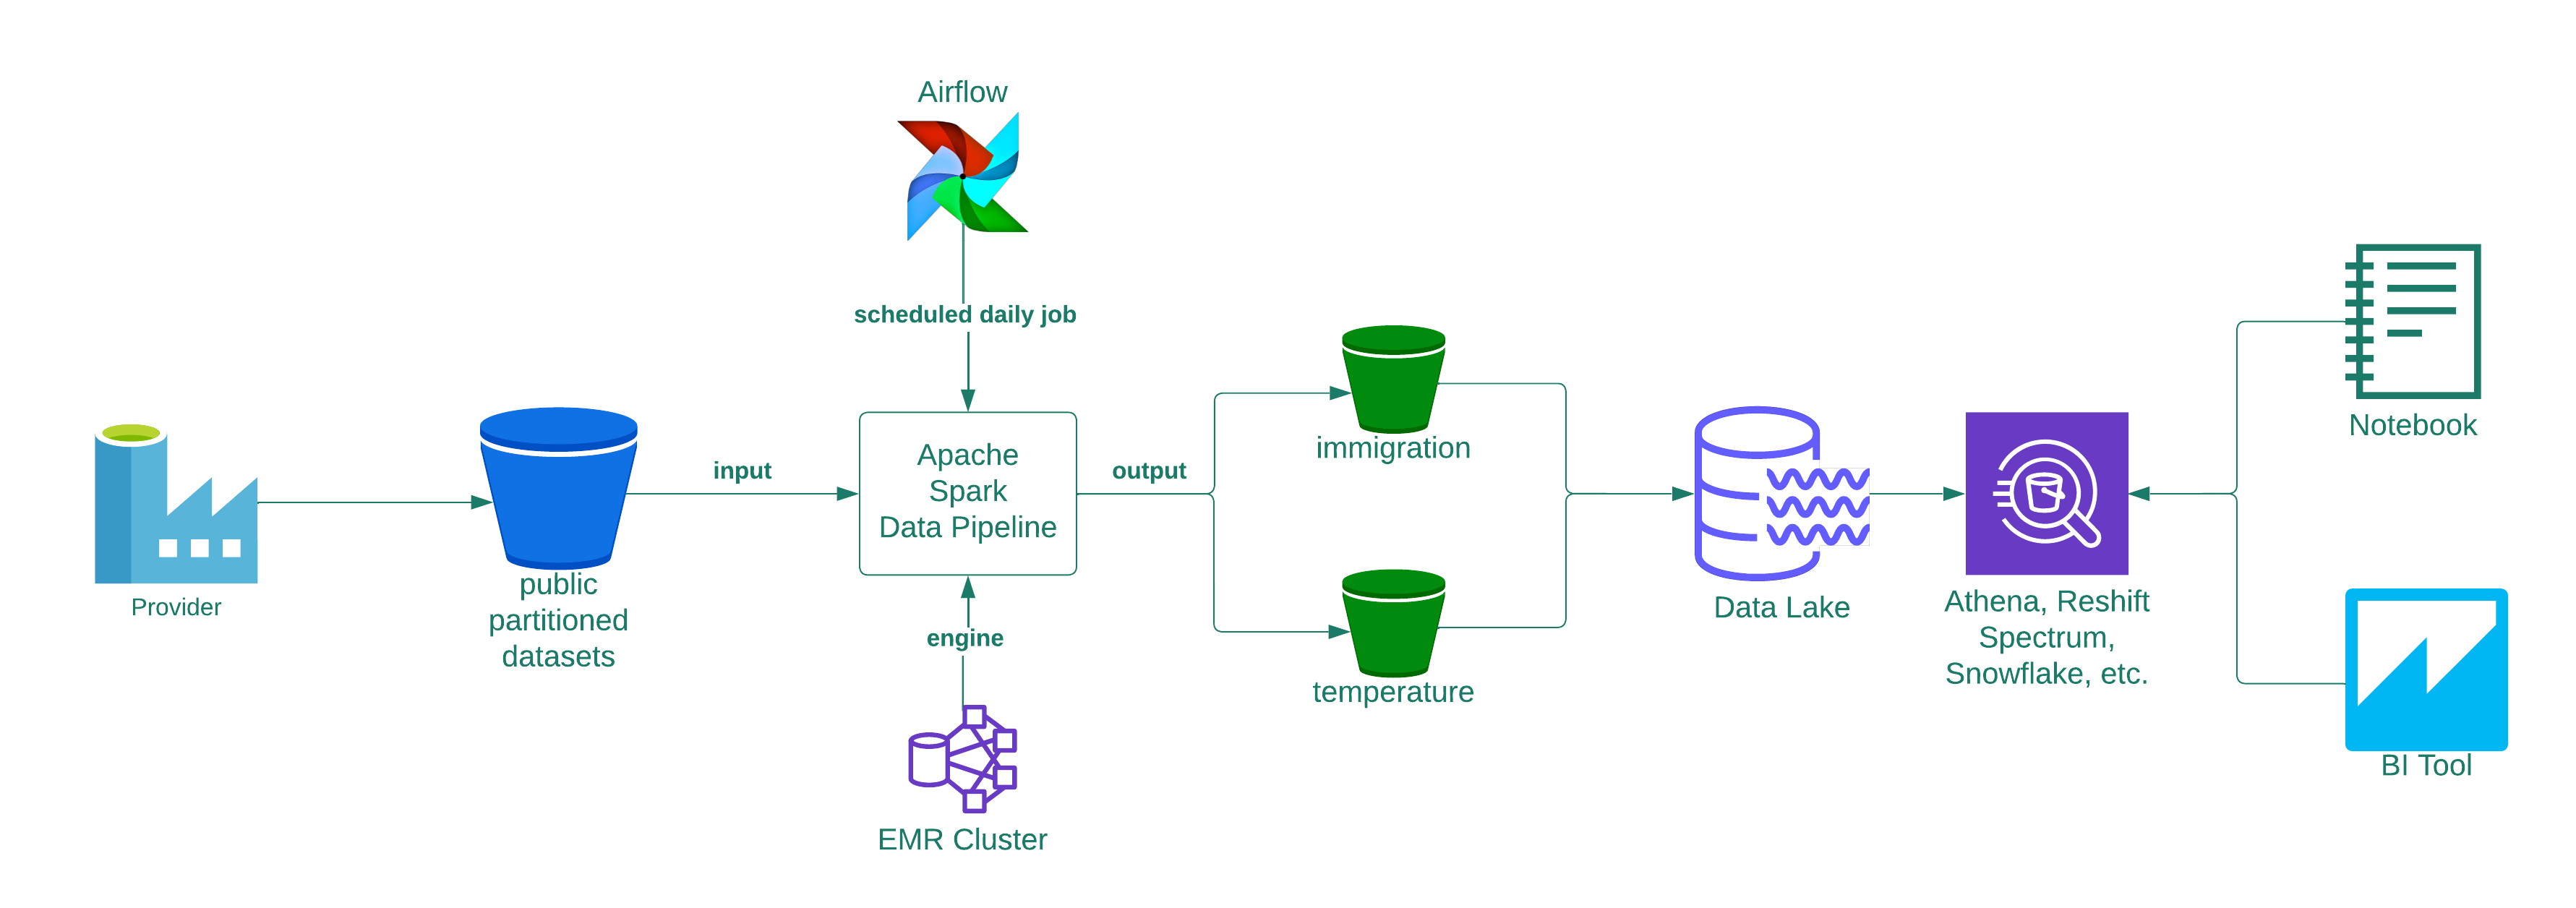 Airflow
scheduled daily job
Provider
public
partitioned
datasets
input
Apache
Spark
Data Pipeline
engine
EMR Cluster
output
immigration
temperature
Data Lake
Athena, Reshift
Spectrum,
Snowflake, etc.
Notebook
BI Tool